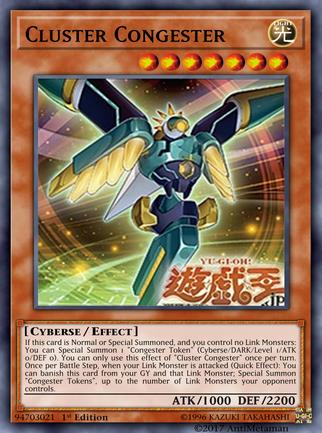 Cluster Congester
LIGHT
光
YU-GI-OH!
遊戯王
.jp
[Cyberse / Effect]
If this card is Normal or Special Summoned, and you control no Link Monsters:
You can Special Summon 1 "Congester Token" (Cyberse/DARK/Level 1/ATK
0/DEF 0). You can only use this effect of "Cluster Congester" once per turn.
Once per Battle Step, when your Link Monster is attacked (Quick Effect): You
can banish this card from your GY and that Link Monster; Special Summon
"Congester Tokens", up to the number of Link Monsters your opponent
controls.
ATK/1000 DEF/2200
94703021 1st Edition ©1996 KAZUKI TAKAHASHI
©2017 AntiMetaman